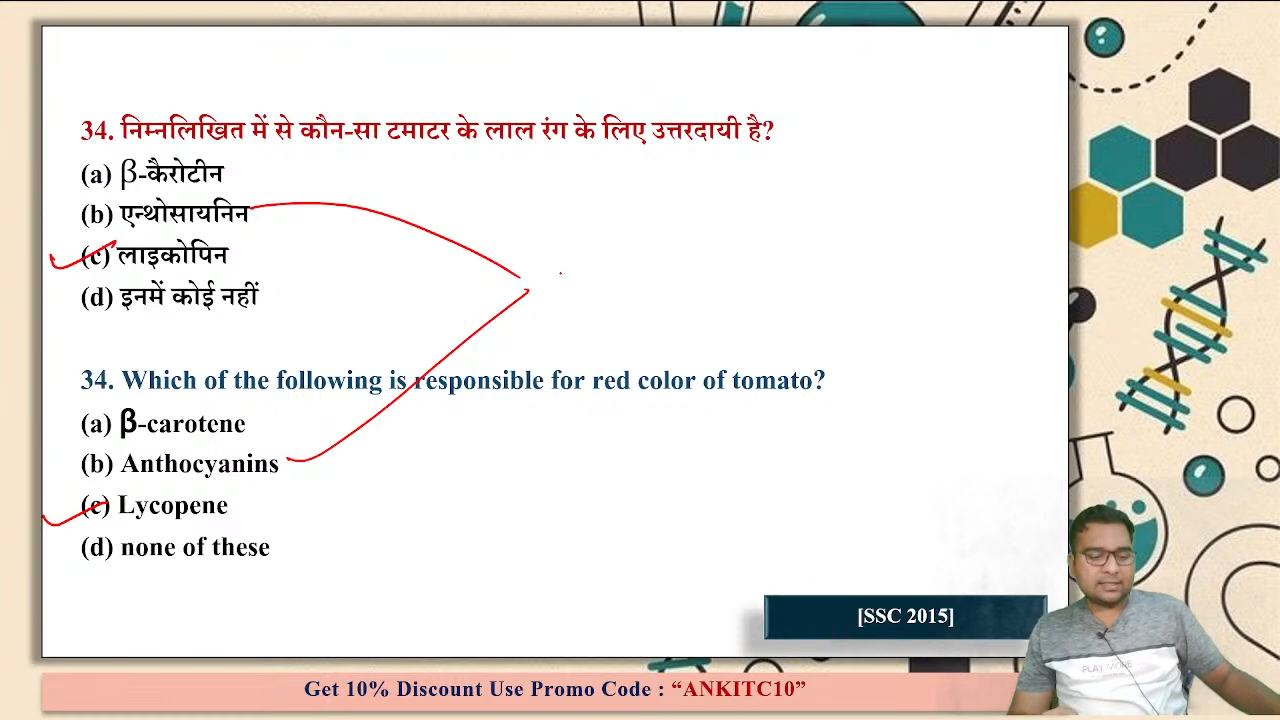 34. निम्नलिखित में से कौन-सा टमाटर के लाल रंग के लिए उत्तरदायी है?
(a) β-कैरोटीन
(b) एन्थोसायनिन
(c) लाइकोपिन
(d) इनमें कोई नहीं
34. Which of the following is responsible for red color of tomato?
(a) β-carotene
(b) Anthocyanins
(c) Lycopene
(d) none of these
[SSC 2015]
PLAY MORE
Get 10% Discount Use Promo Code : “ANKITC10”